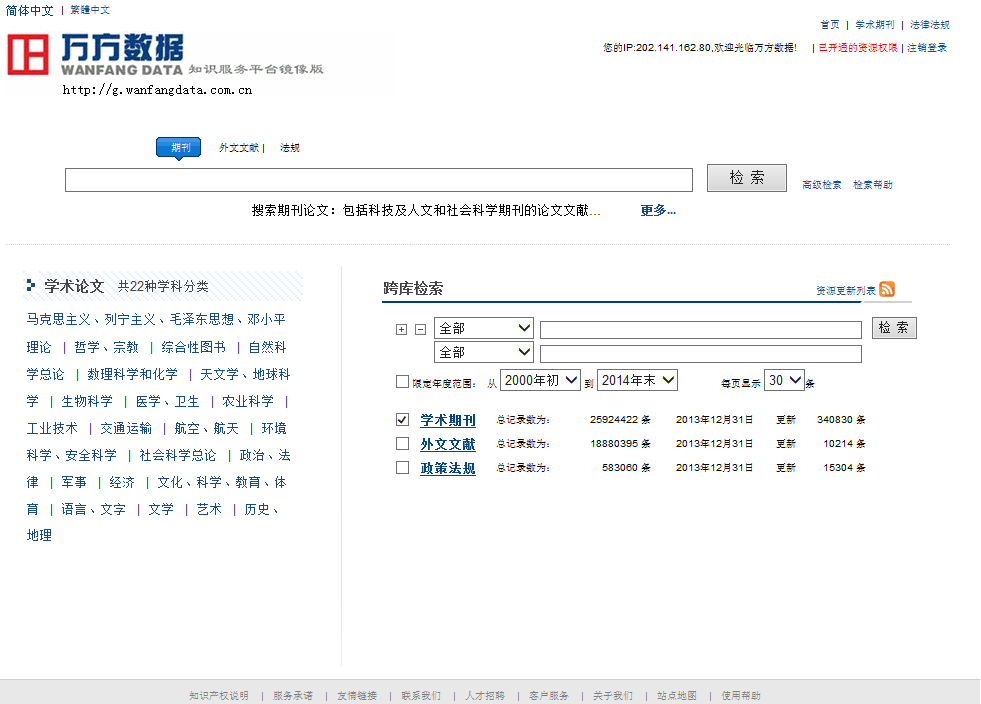 简体中文 | 繁體中文
首页 | 学术期刊 | 法律法规
您的IP:202.141.162.80,欢迎光临万方数据! | 已开通的资源权限 | 注销登录
万方数据
WANFANG DATA 知识服务平台镜像版
http://g.wanfangdata.com.cn
期刊 外文文献 | 法规
检 索 高级检索 检索帮助
搜索期刊论文：包括科技及人文和社会科学期刊的论文文献... 更多...
学术论文 共22种学科分类
马克思主义、列宁主义、毛泽东思想、邓小平
理论 | 哲学、宗教 | 综合性图书 | 自然科
学总论 | 数理科学和化学 | 天文学、地球科
学 | 生物科学 | 医学、卫生 | 农业科学 |
工业技术 | 交通运输 | 航空、航天 | 环境
科学、安全科学 | 社会科学总论 | 政治、法
律 | 军事 | 经济 | 文化、科学、教育、体
育 | 语言、文字 | 文学 | 艺术 | 历史、
地理
跨库检索 资源更新列表
全部 检 索
全部
限定年度范围： 从 2000年初 到 2014年末 每页显示 30 条
学术期刊 总记录数为： 25924422 条 2013年12月31日 更新 340830 条
外文文献 总记录数为： 18880395 条 2013年12月31日 更新 10214 条
政策法规 总记录数为： 583060 条 2013年12月31日 更新 15304 条
知识产权说明 | 服务承诺 | 友情链接 | 联系我们 | 人才招聘 | 客户服务 | 关于我们 | 站点地图 | 使用帮助